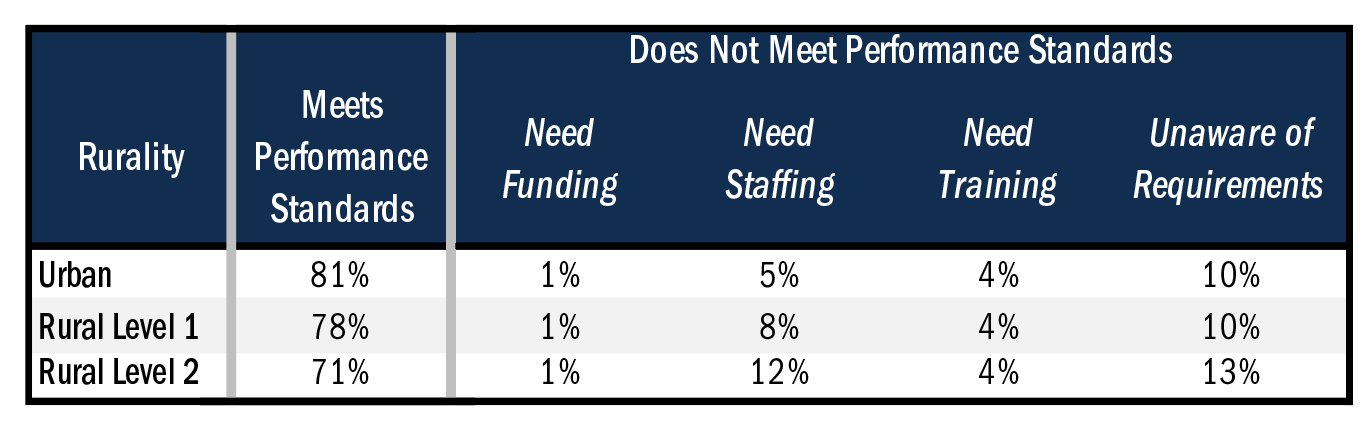 Does Not Meet Performance Standards
Rurality
Meets
Performance
Standards
Need
Funding
Need
Staffing
Need
Training
Unaware of
Requirements
Urban 81% 1% 5% 4% 10%
Rural Level 1 78% 1% 8% 4% 10%
Rural Level 2 71% 1% 12% 4% 13%